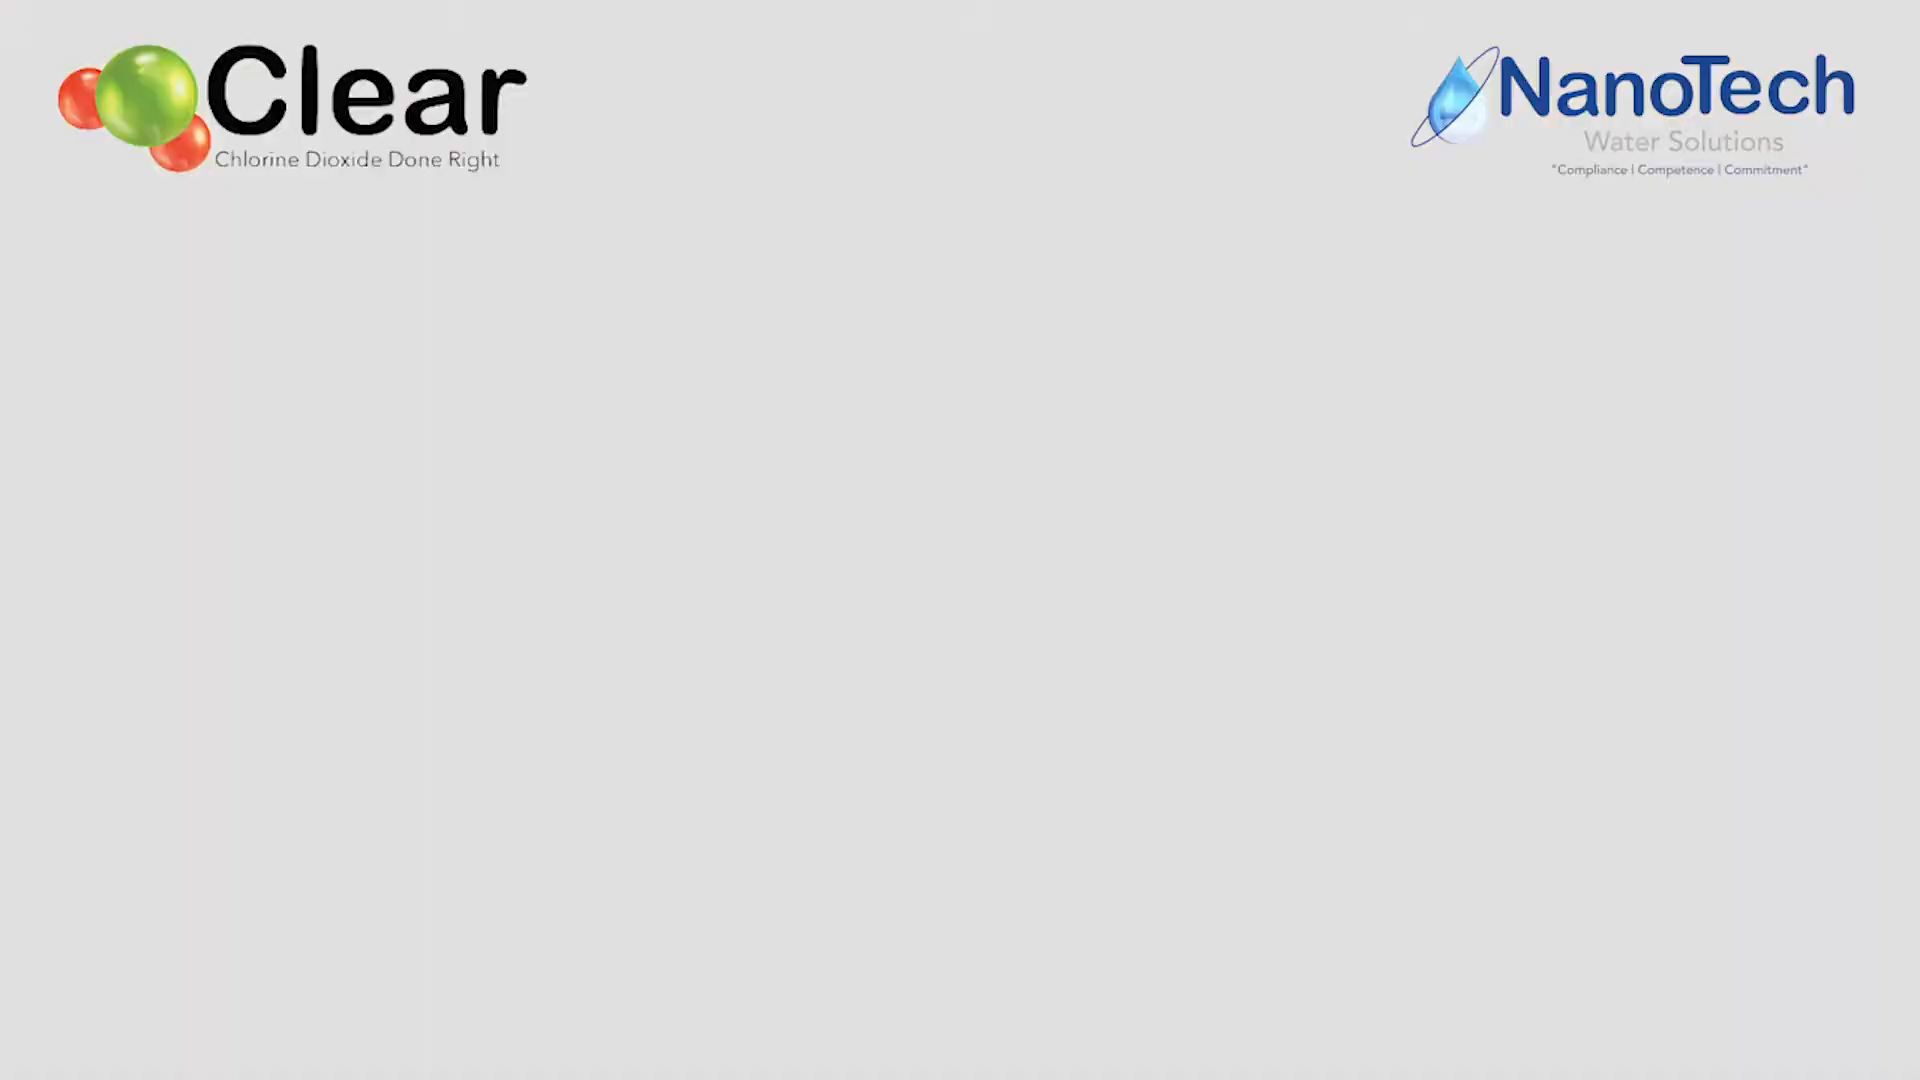 Clear
Chlorine Dioxide Done Right
NanoTech
Water Solutions
"Compliance | Competence | Commitment"